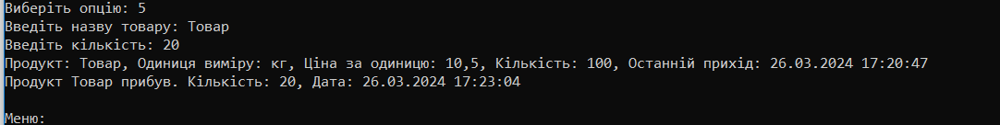 Виберіть опцію: 5
Введіть назву товару: Товар
Введіть кількість: 20
Продукт: Товар, Одиниця виміру: кг, Ціна за одиницю: 10,5, Кількість: 100, Останній прихід: 26.03.2024 17:20:47
Продукт Товар прибув. Кількість: 20, Дата: 26.03.2024 17:23:04
Меню: